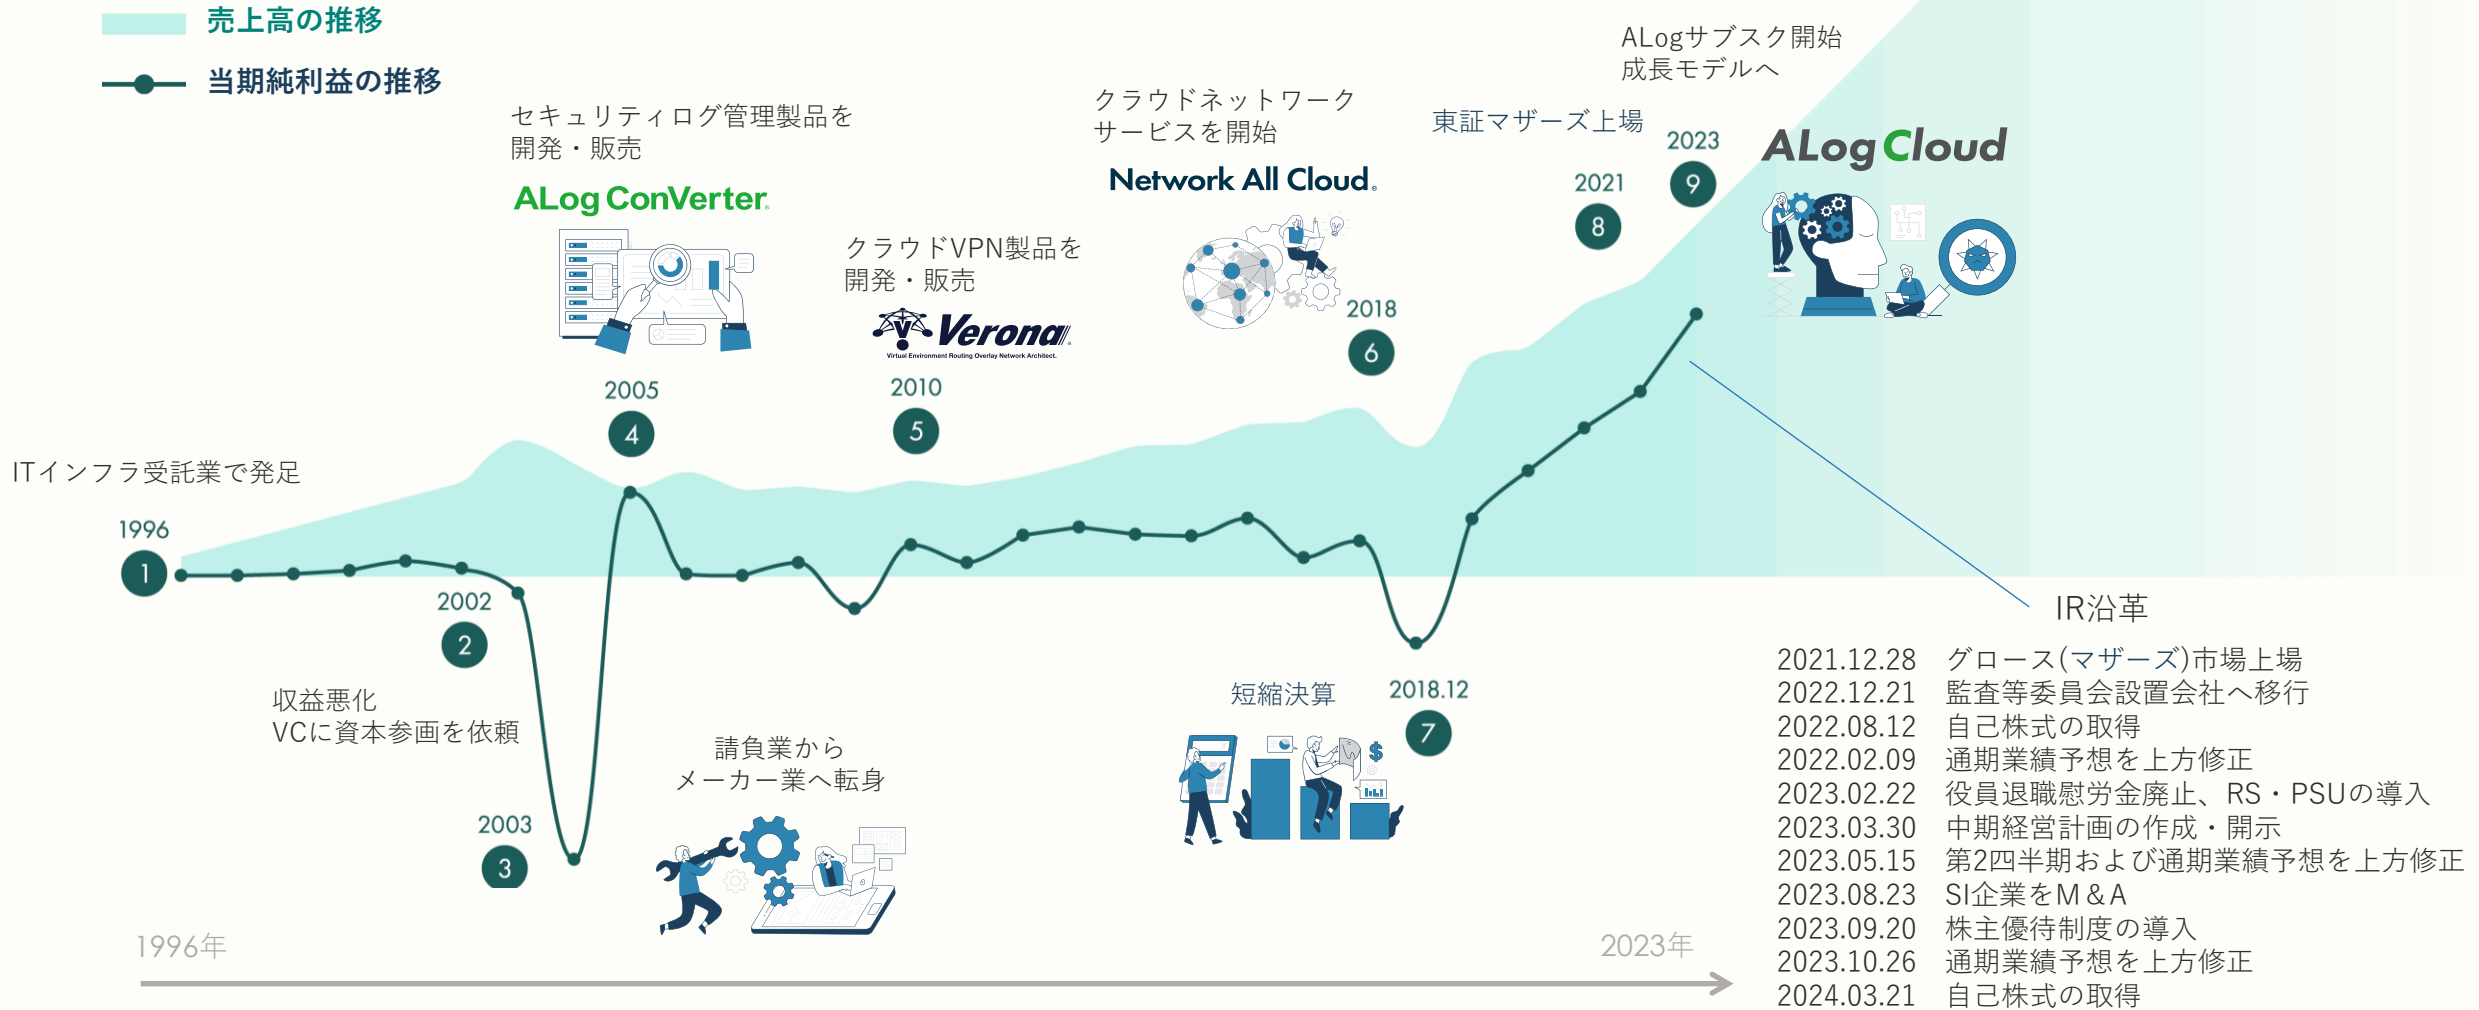 売上高の推移
当期純利益の推移
ITインフラ受託業で発足
1996
1
2002
2
収益悪化
VCに資本参画を依頼
2003
3
セキュリティログ管理製品を
開発・販売
ALog ConVerter®
2005
4
請負業から
メーカー業へ転身
クラウドVPN製品を
開発・販売
Verona®
Virtual Environment Routing Overlay Network Architect.
2010
5
クラウドネットワーク
サービスを開始
Network All Cloud®
2018
6
短縮決算
2018.12
7
東証マザーズ上場
2021
8
ALogサブスク開始
成長モデルへ
2023
9
ALog Cloud
IR沿革
2021.12.28 グロース(マザーズ)市場上場
2022.12.21 監査等委員会設置会社へ移行
2022.08.12 自己株式の取得
2022.02.09 通期業績予想を上方修正
2023.02.22 役員退職慰労金廃止、RS・PSUの導入
2023.03.30 中期経営計画の作成・開示
2023.05.15 第2四半期および通期業績予想を上方修正
2023.08.23 SI企業をM＆A
2023.09.20 株主優待制度の導入
2023.10.26 通期業績予想を上方修正
2024.03.21 自己株式の取得
1996年
2023年